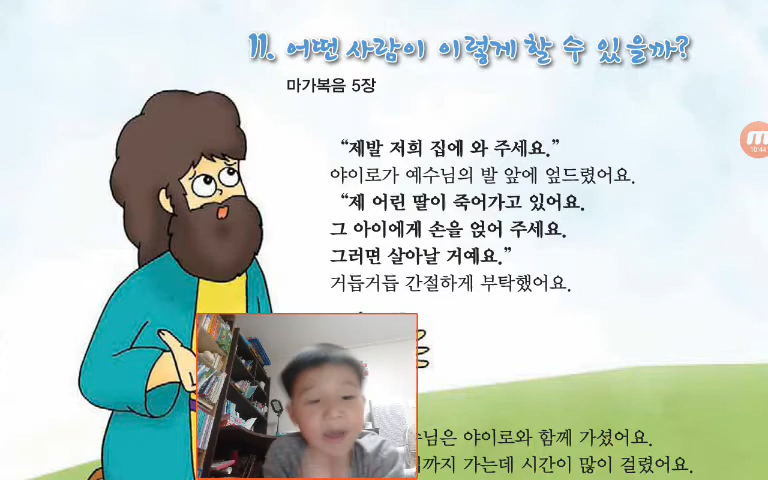 11. 어떤 사람이 이렇게 할 수 있을까?
마가복음 5장
“제발 저희 집에 와 주세요.”
야이로가 예수님의 발 앞에 엎드렸어요.
“제 어린 딸이 죽어가고 있어요.
그 아이에게 손을 얹어 주세요.
그러면 살아날 거예요.”
거듭거듭 간절하게 부탁했어요.
야이로와 함께 가셨어요.
가는데 시간이 많이 걸렸어요.